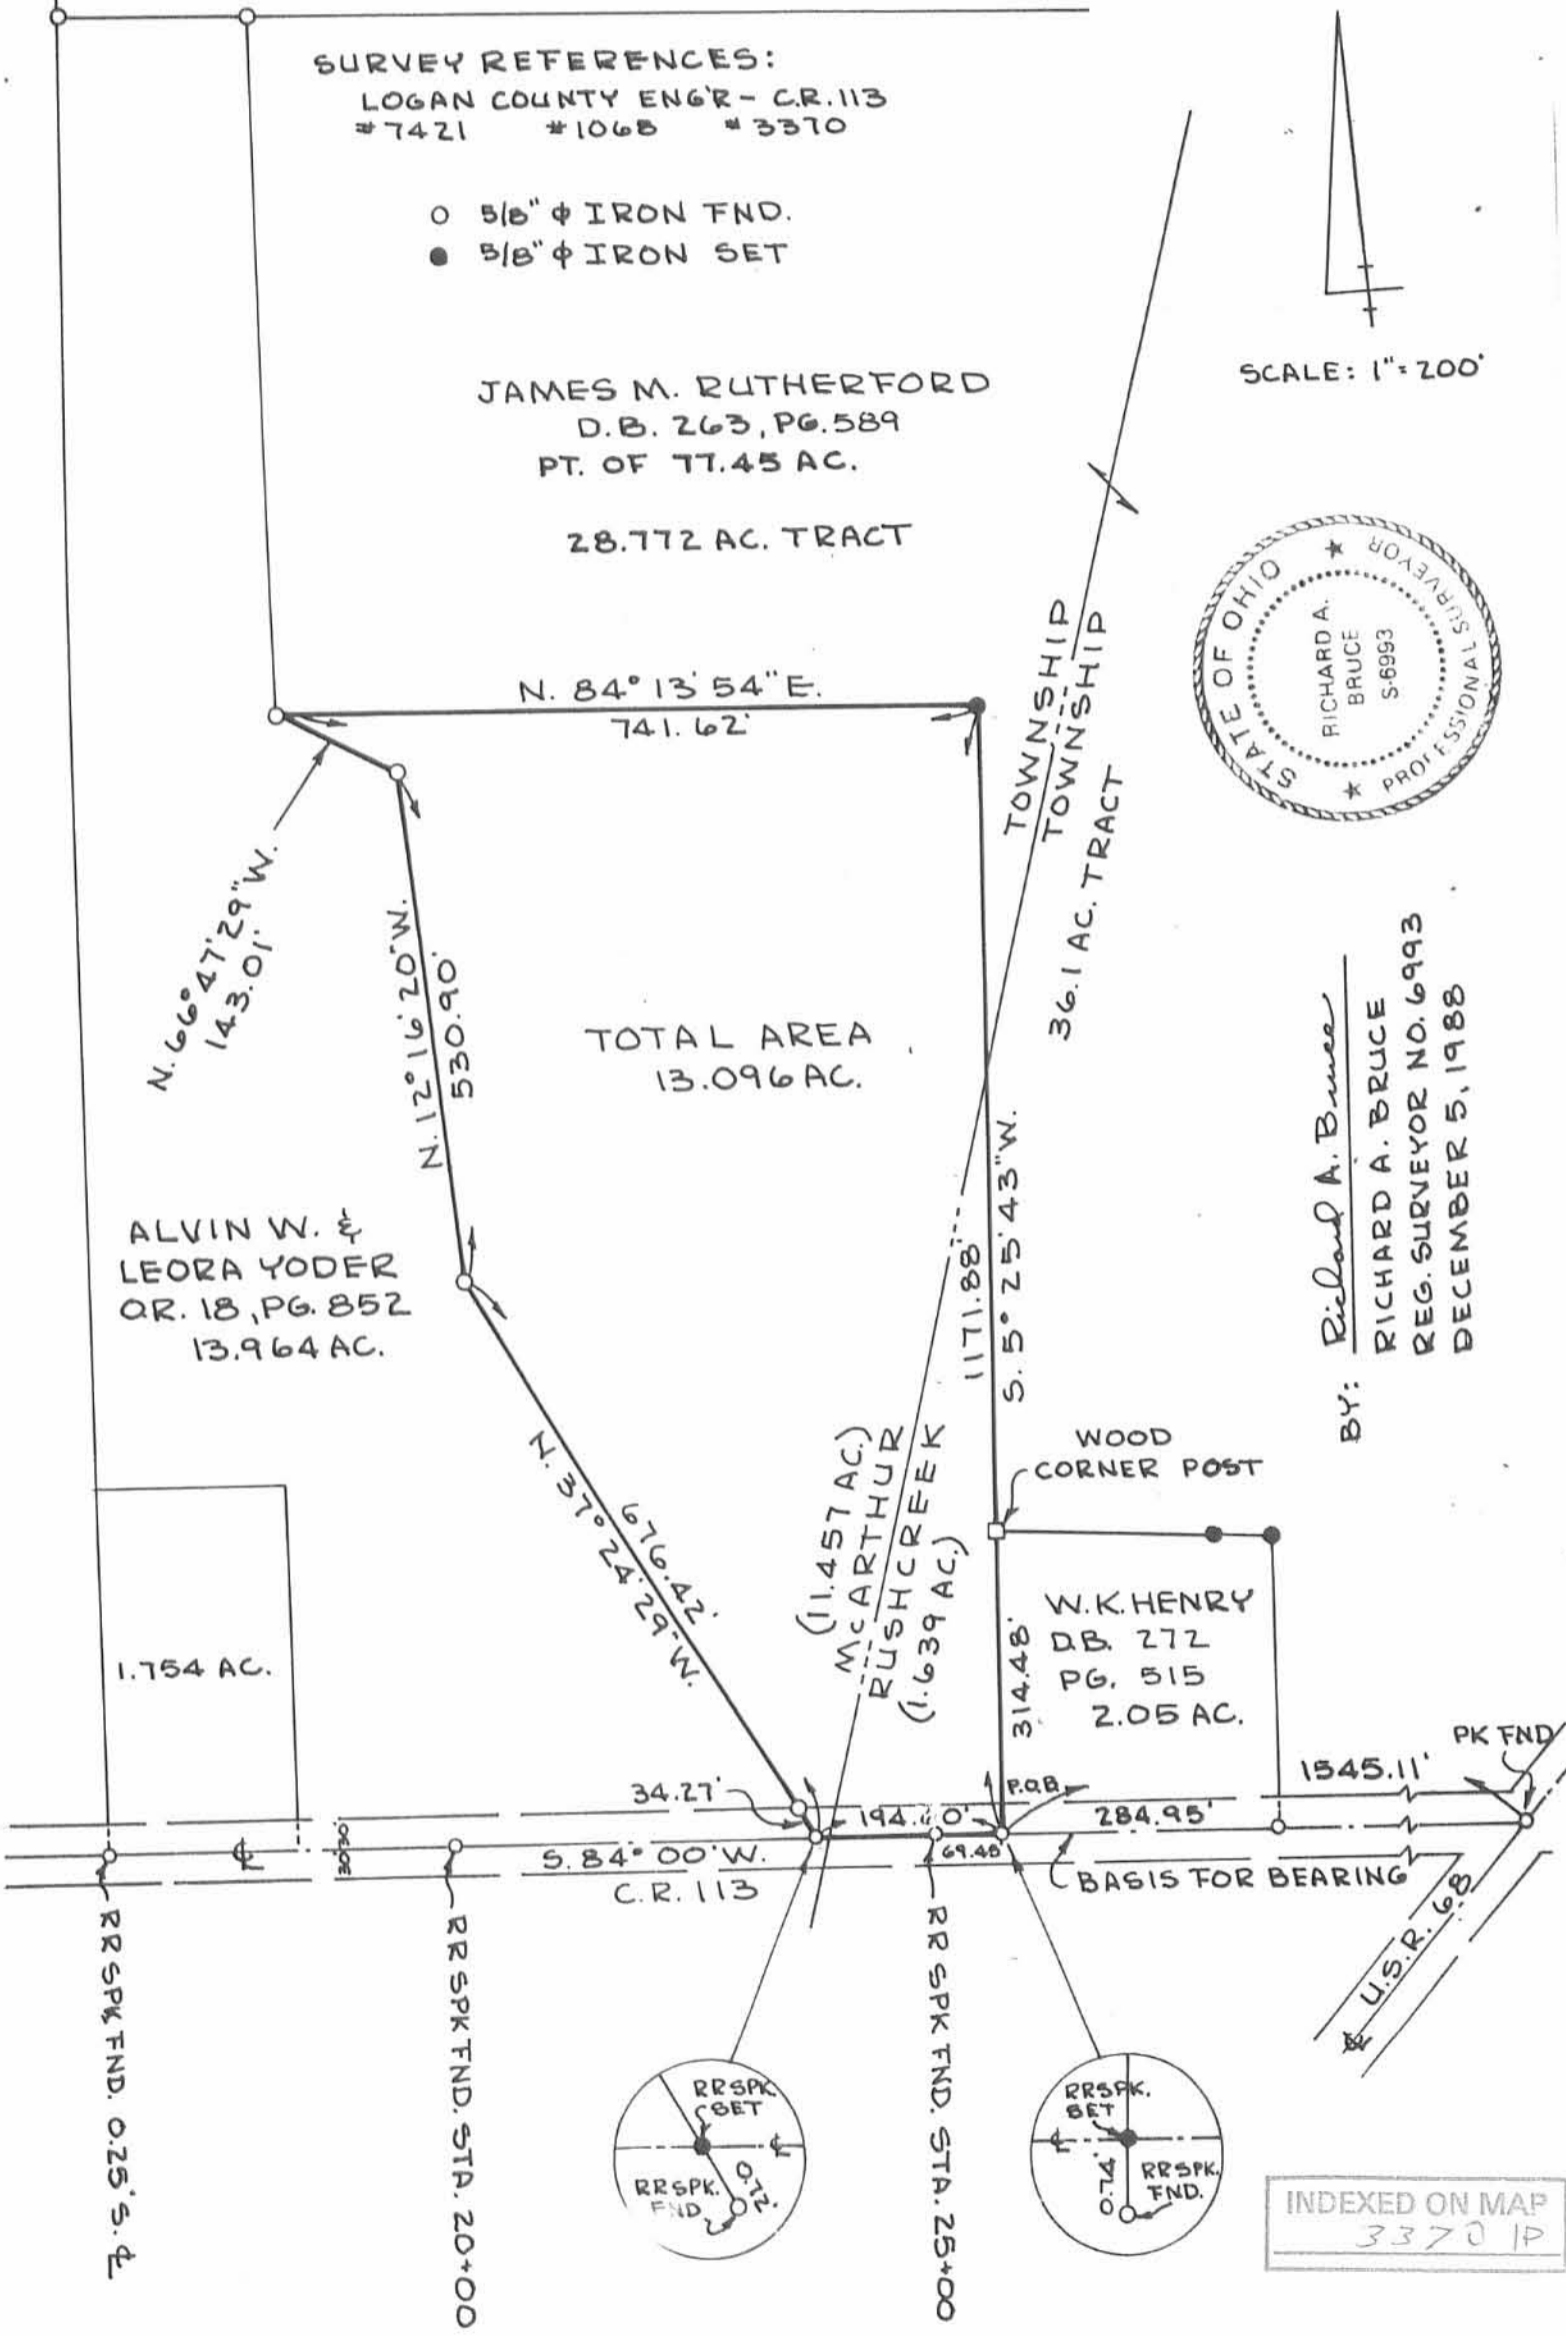 SURVEY REFERENCES:
LOGAN COUNTY ENG'R - C.R. 113
#7421 #1068 #3370
5/8" ϕ IRON FND.
5/8" ϕ IRON SET
SCALE: 1" = 200'
JAMES M. RUTHERFORD
D.B. 263, PG. 589
PT. OF 77.45 AC.
28.772 AC. TRACT
STATE OF OHIO
★ PROFESSIONAL SURVEYOR ★
RICHARD A.
BRUCE
S-6993
N. 84° 13' 54" E.
741.62'
TOWNSHIP
TOWNSHIP
36.1 AC. TRACT
N. 66° 47' 29" W.
143.01'
N. 12° 16' 20" W.
530.90'
TOTAL AREA
13.096 AC.
BY: Richard A. Bruce
RICHARD A. BRUCE
REG. SURVEYOR NO. 6993
DECEMBER 5, 1988
ALVIN W. &
LEORA YODER
O.R. 18, PG. 852
13.964 AC.
1171.88'
S. 5° 25' 43" W.
N. 37° 24' 29" W.
676.42'
(11.457 AC.)
McARTHUR
RUSHCREEK
(1.639 AC.)
WOOD
CORNER POST
W.K. HENRY
D.B. 272
PG. 515
2.05 AC.
314.48'
1.754 AC.
PK FND
1545.11'
34.27'
P.O.B.
284.95'
69.48
30' 30'
℄
S. 84° 00' W.
C.R. 113
BASIS FOR BEARING
℄ U.S.R. 68
RR SPK FND. 0.25' S. ℄
RR SPK FND. STA. 20+00
RR SPK FND. STA. 25+00
RR SPK.
SET
℄
RR SPK.
FND
0.72'
RR SPK.
SET
℄
0.74'
RR SPK.
FND.
INDEXED ON MAP
3370 IP